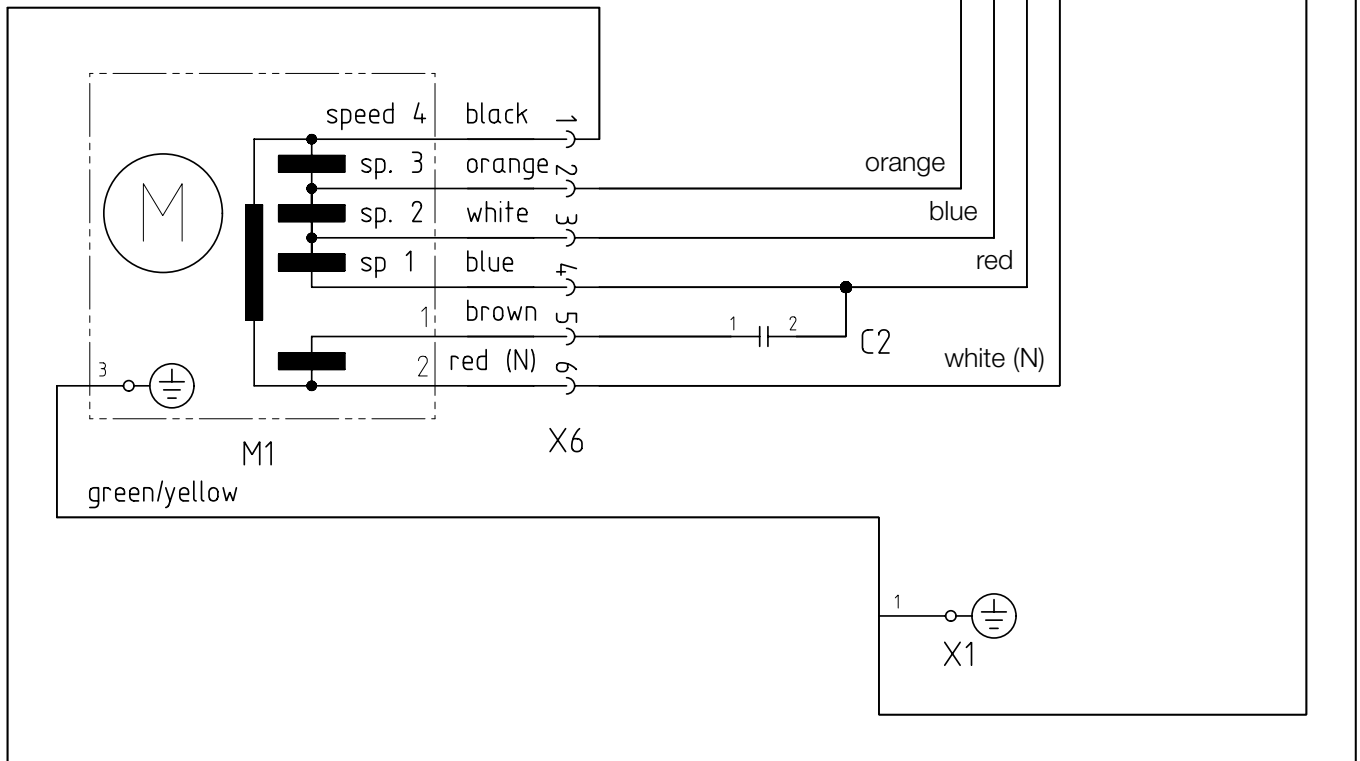 speed 4 black 1
sp. 3 orange 2 orange
M sp. 2 white 3 blue
sp 1 blue 4 red
1 brown 5 1 2 C2
3 2 red (N) 6 white (N)
M1 X6
green/yellow
1
X1